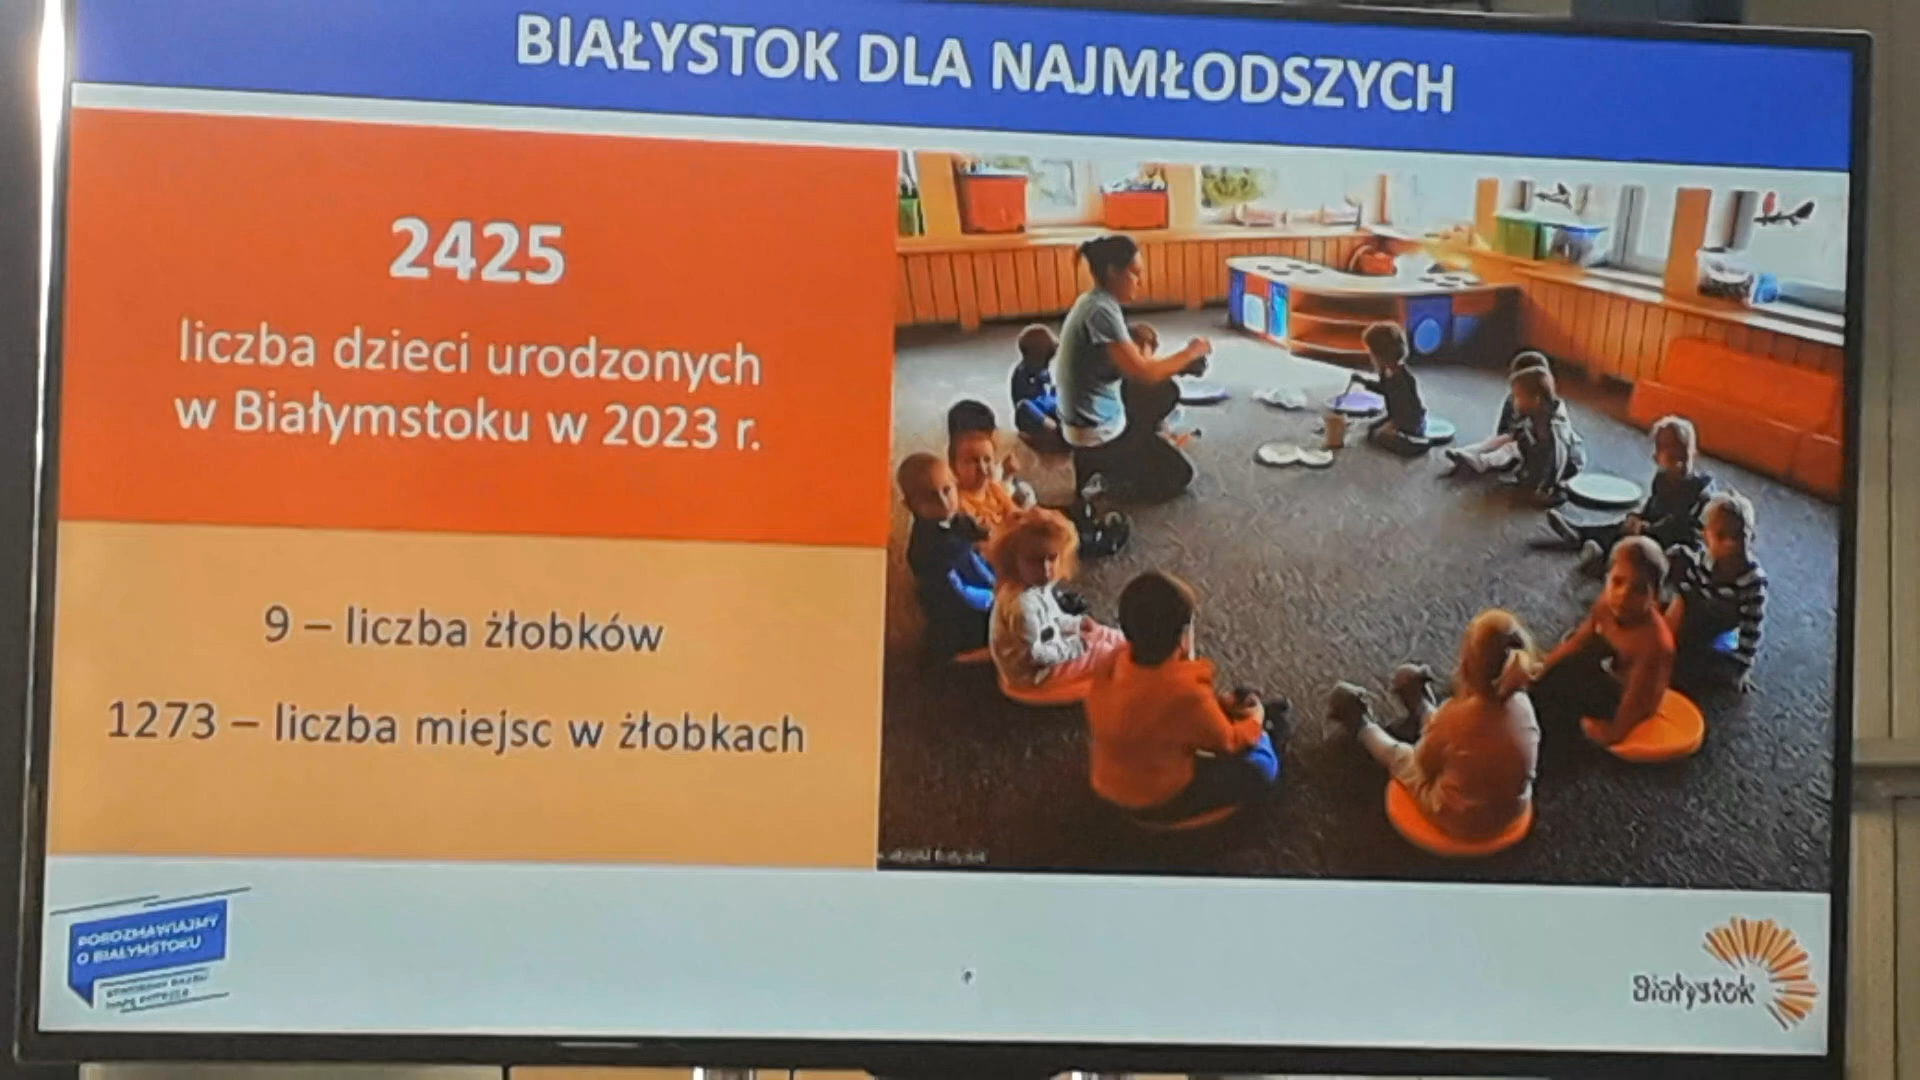 BIAŁYSTOK DLA NAJMŁODSZYCH
2425
liczba dzieci urodzonych
w Białymstoku w 2023 r.
9 – liczba żłobków
1273 – liczba miejsc w żłobkach
POROZMAWIAJMY
O BIAŁYMSTOKU
Białystok